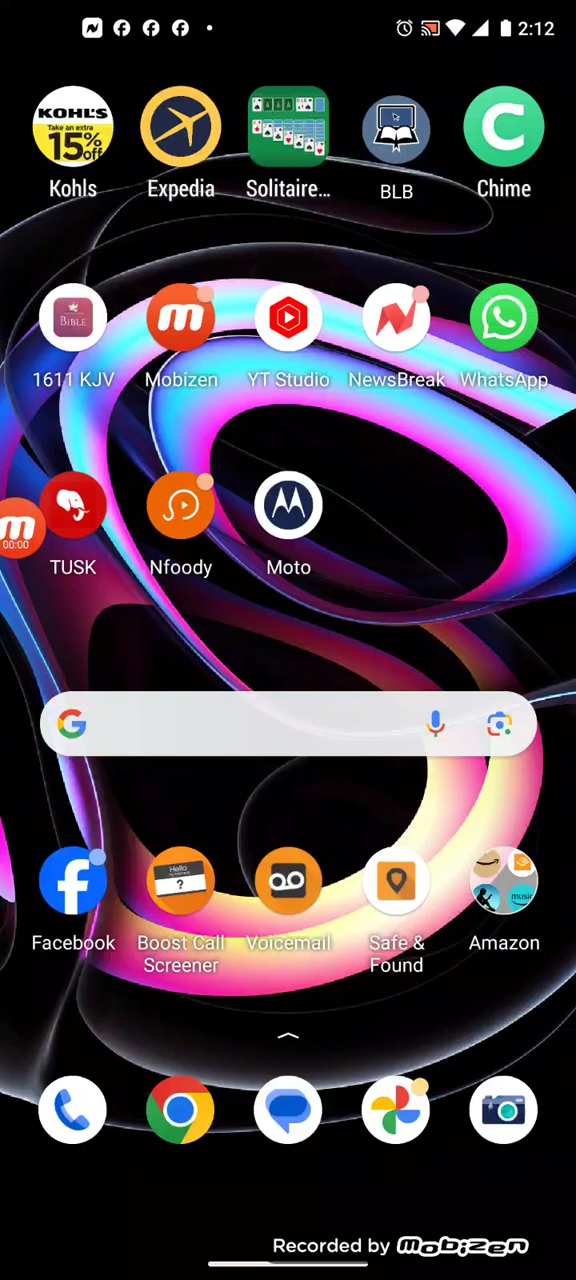 2:12
KOHL'S
Take an extra
15%
off
Kohls
Expedia
Solitaire...
BLB
Chime
BIBLE
1611 KJV
Mobizen
YT Studio
NewsBreak
WhatsApp
00:00
TUSK
Nfoody
Moto
Hello
?
music
Facebook
Boost Call
Screener
Voicemail
Safe &
Found
Amazon
Recorded by mobizen